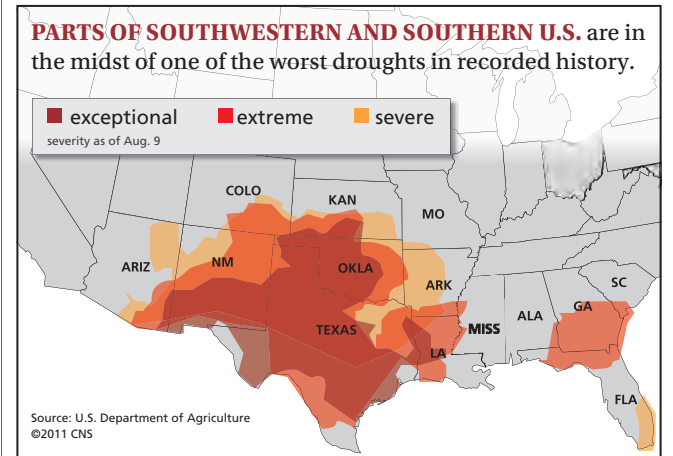 PARTS OF SOUTHWESTERN AND SOUTHERN U.S. are in
the midst of one of the worst droughts in recorded history.
exceptional
extreme
severe
severity as of Aug. 9
COLO
KAN
MO
ARIZ
NM
OKLA
ARK
SC
TEXAS
MISS
ALA
GA
LA
FLA
Source: U.S. Department of Agriculture
©2011 CNS